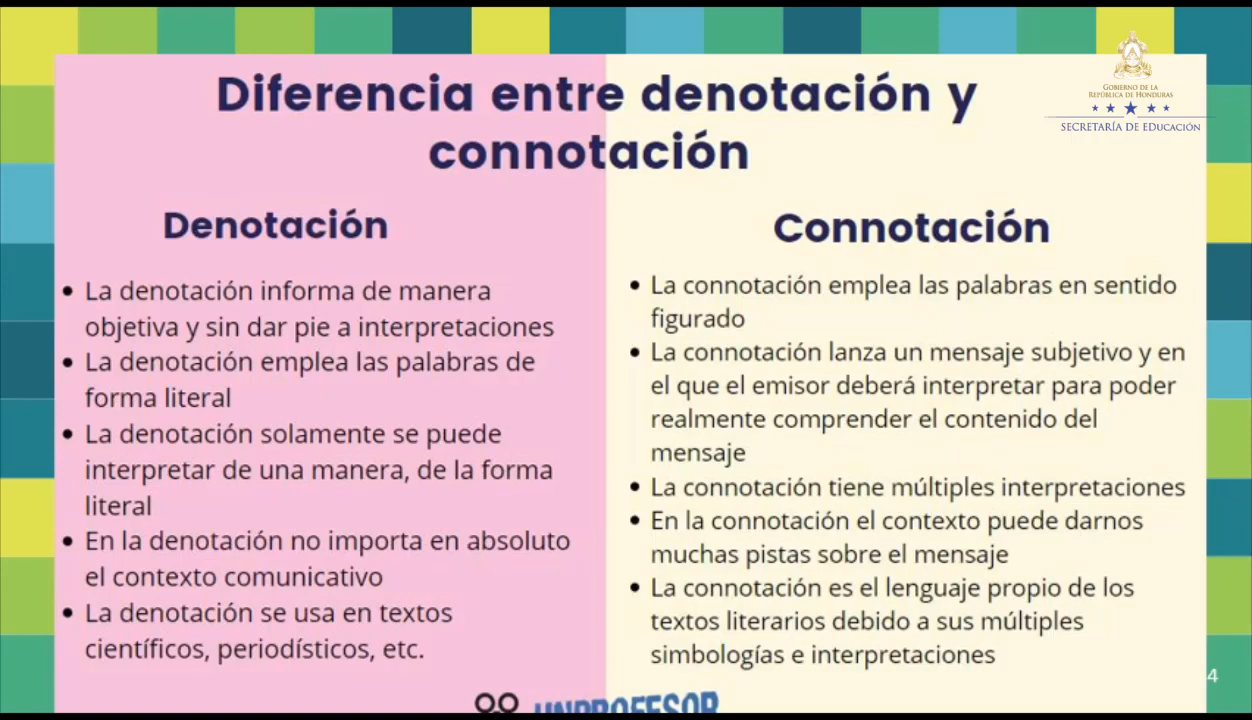 Diferencia entre denotación y
connotación
GOBIERNO DE LA
REPÚBLICA DE HONDURAS
SECRETARÍA DE EDUCACIÓN
Denotación
• La denotación informa de manera
objetiva y sin dar pie a interpretaciones
• La denotación emplea las palabras de
forma literal
• La denotación solamente se puede
interpretar de una manera, de la forma
literal
• En la denotación no importa en absoluto
el contexto comunicativo
• La denotación se usa en textos
científicos, periodísticos, etc.
Connotación
• La connotación emplea las palabras en sentido
figurado
• La connotación lanza un mensaje subjetivo y en
el que el emisor deberá interpretar para poder
realmente comprender el contenido del
mensaje
• La connotación tiene múltiples interpretaciones
• En la connotación el contexto puede darnos
muchas pistas sobre el mensaje
• La connotación es el lenguaje propio de los
textos literarios debido a sus múltiples
simbologías e interpretaciones
UNPROFESOR
4